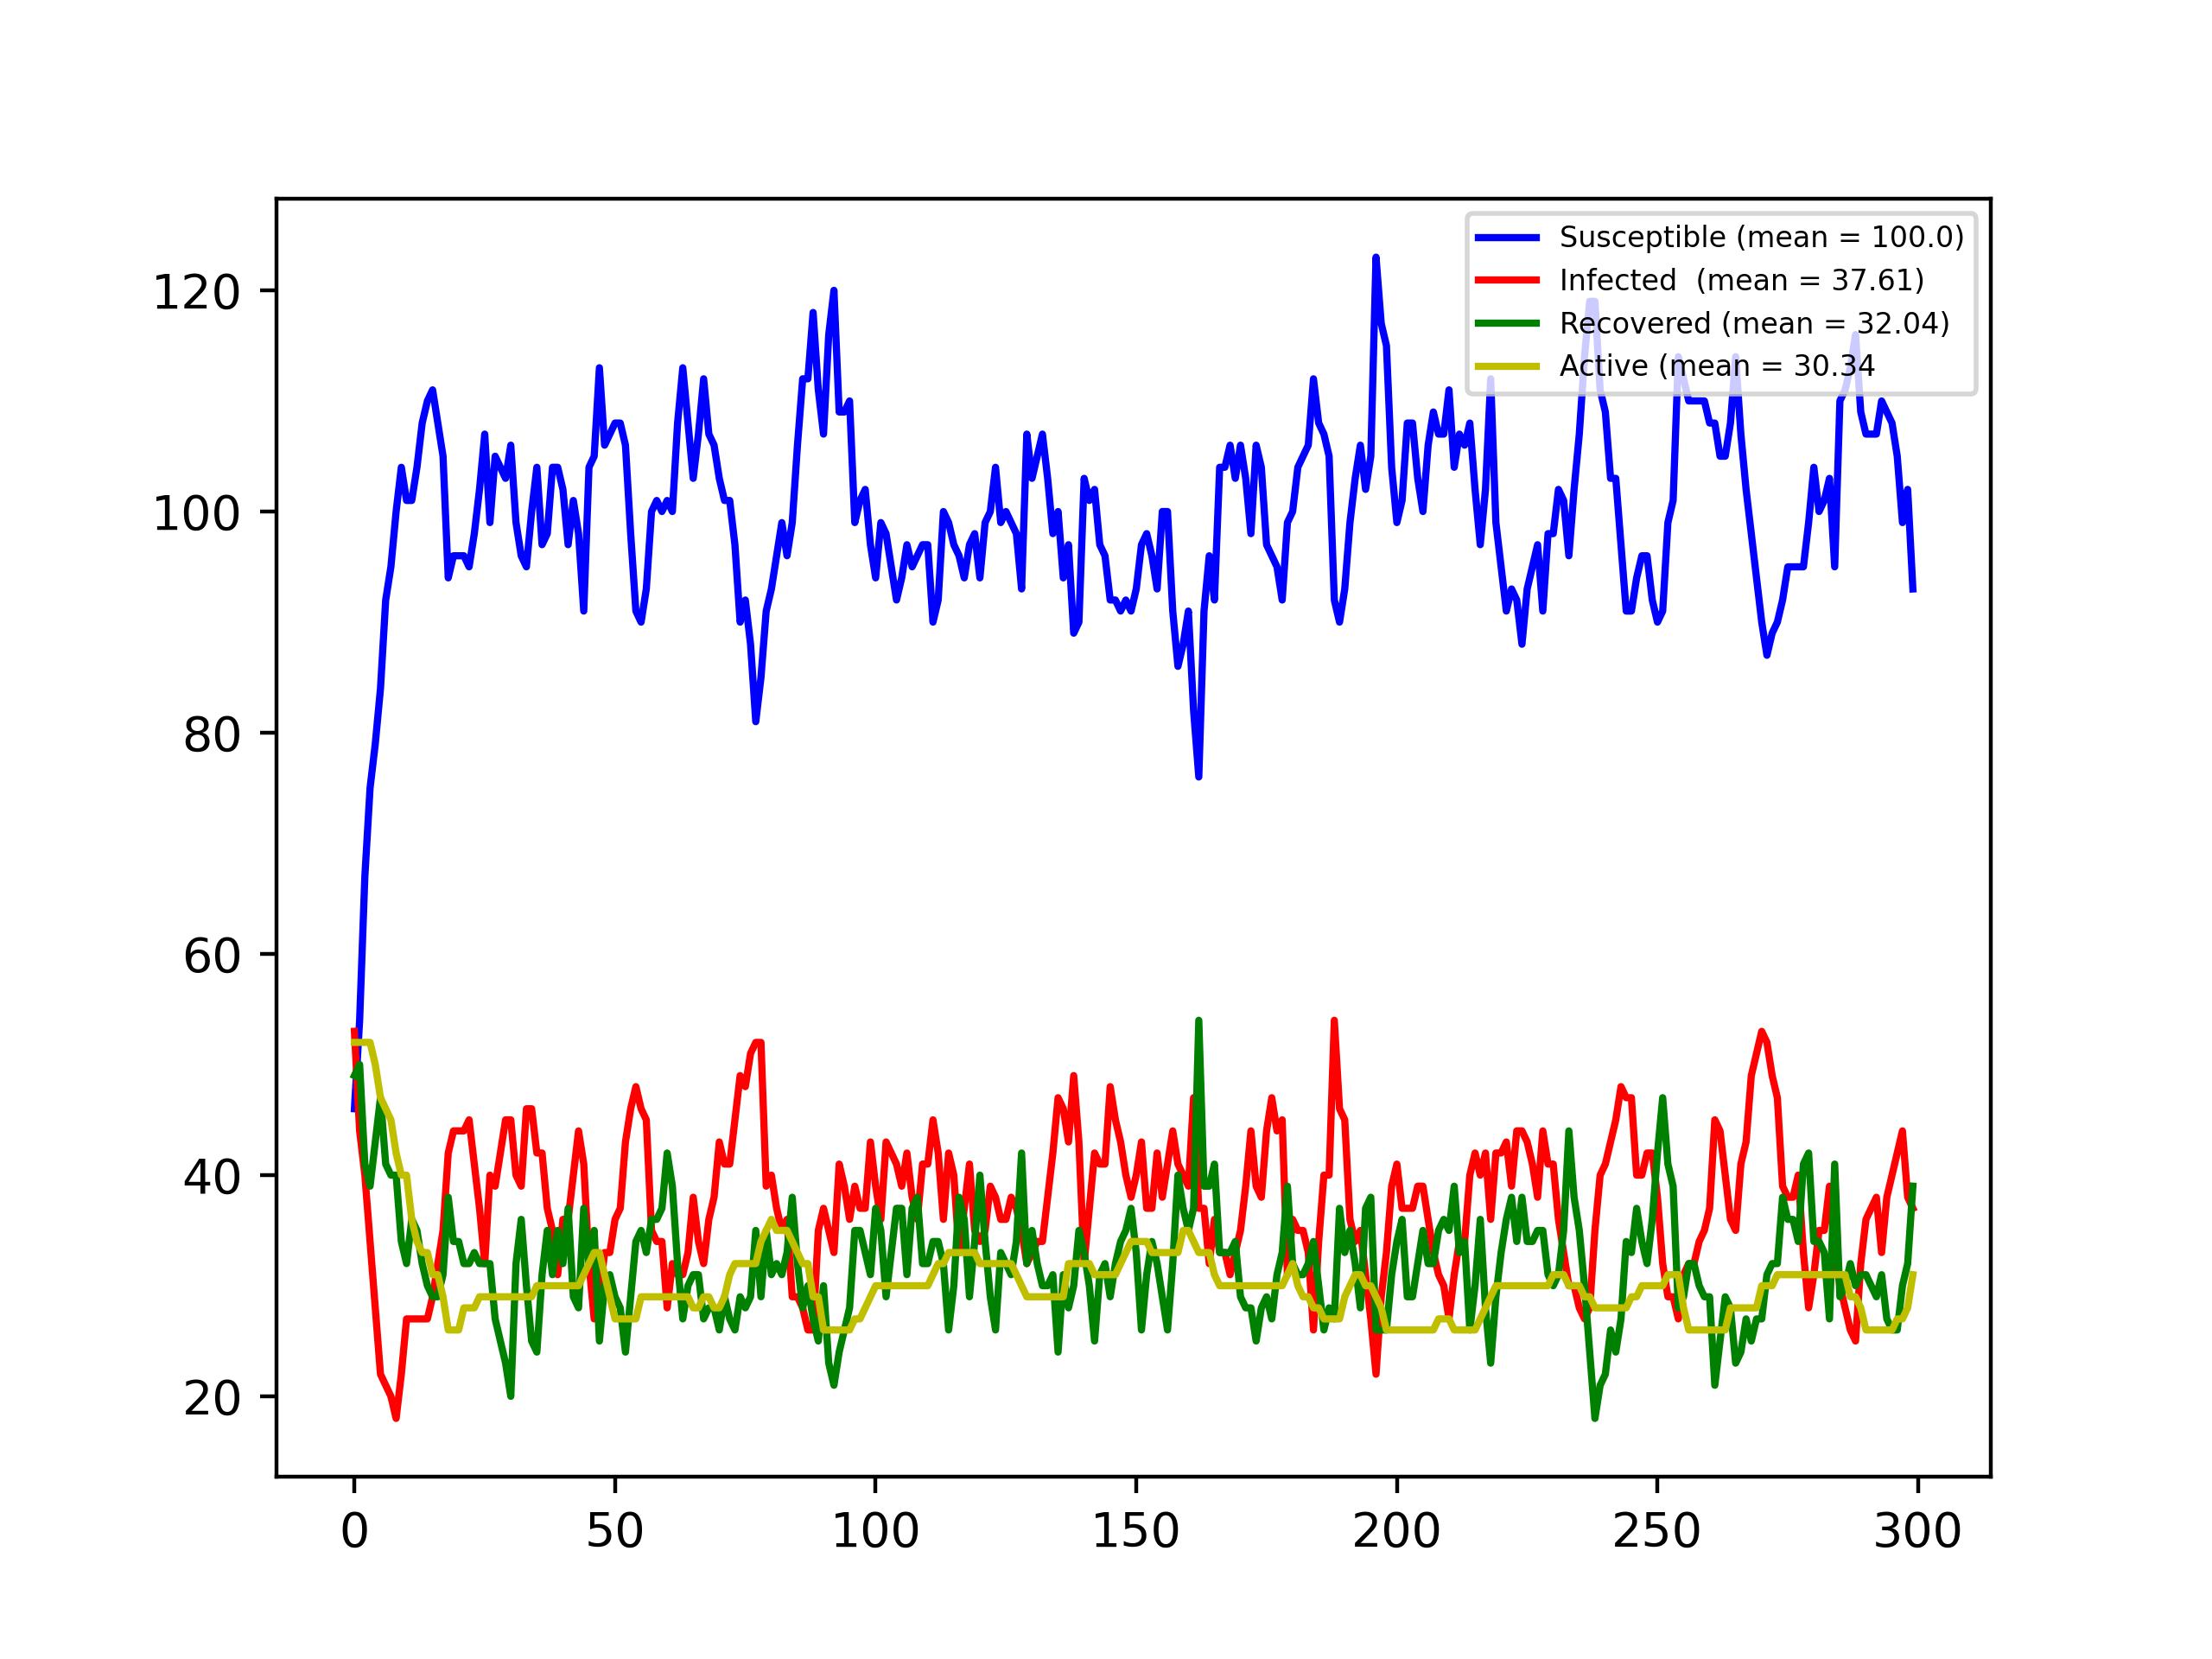 Susceptible (mean = 100.0)
Infected  (mean = 37.61)
Recovered (mean = 32.04)
Active (mean = 30.34
120
100
80
60
40
20
0 50 100 150 200 250 300